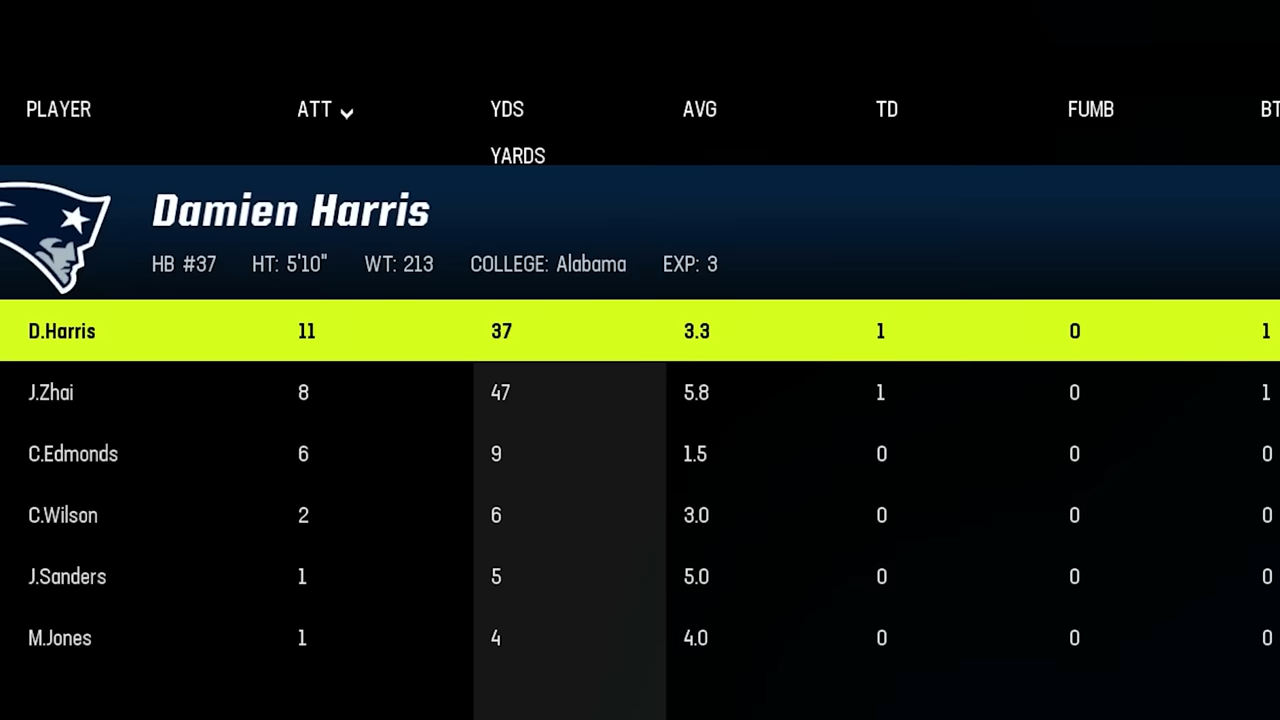 PLAYER ATT YDS AVG TD FUMB BT
YARDS
Damien Harris
HB #37 HT: 5'10" WT: 213 COLLEGE: Alabama EXP: 3
D.Harris 11 37 3.3 1 0 1
J.Zhai 8 47 5.8 1 0 1
C.Edmonds 6 9 1.5 0 0 0
C.Wilson 2 6 3.0 0 0 0
J.Sanders 1 5 5.0 0 0 0
M.Jones 1 4 4.0 0 0 0